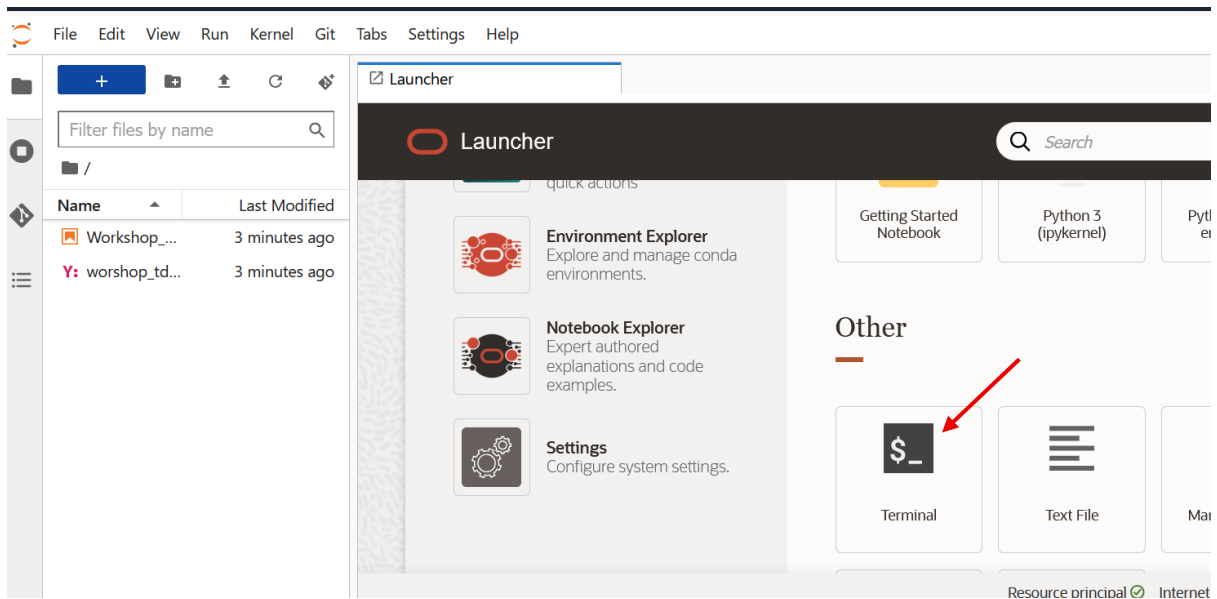 File Edit View Run Kernel Git Tabs Settings Help
Launcher
Filter files by name
/
Name Last Modified
Workshop_... 3 minutes ago
Y: worshop_td... 3 minutes ago
Launcher
Search
quick actions
Environment Explorer
Explore and manage conda
environments.
Notebook Explorer
Expert authored
explanations and code
examples.
Settings
Configure system settings.
Getting Started
Notebook
Python 3
(ipykernel)
Other
$_
Terminal
Text File
Resource principal Internet